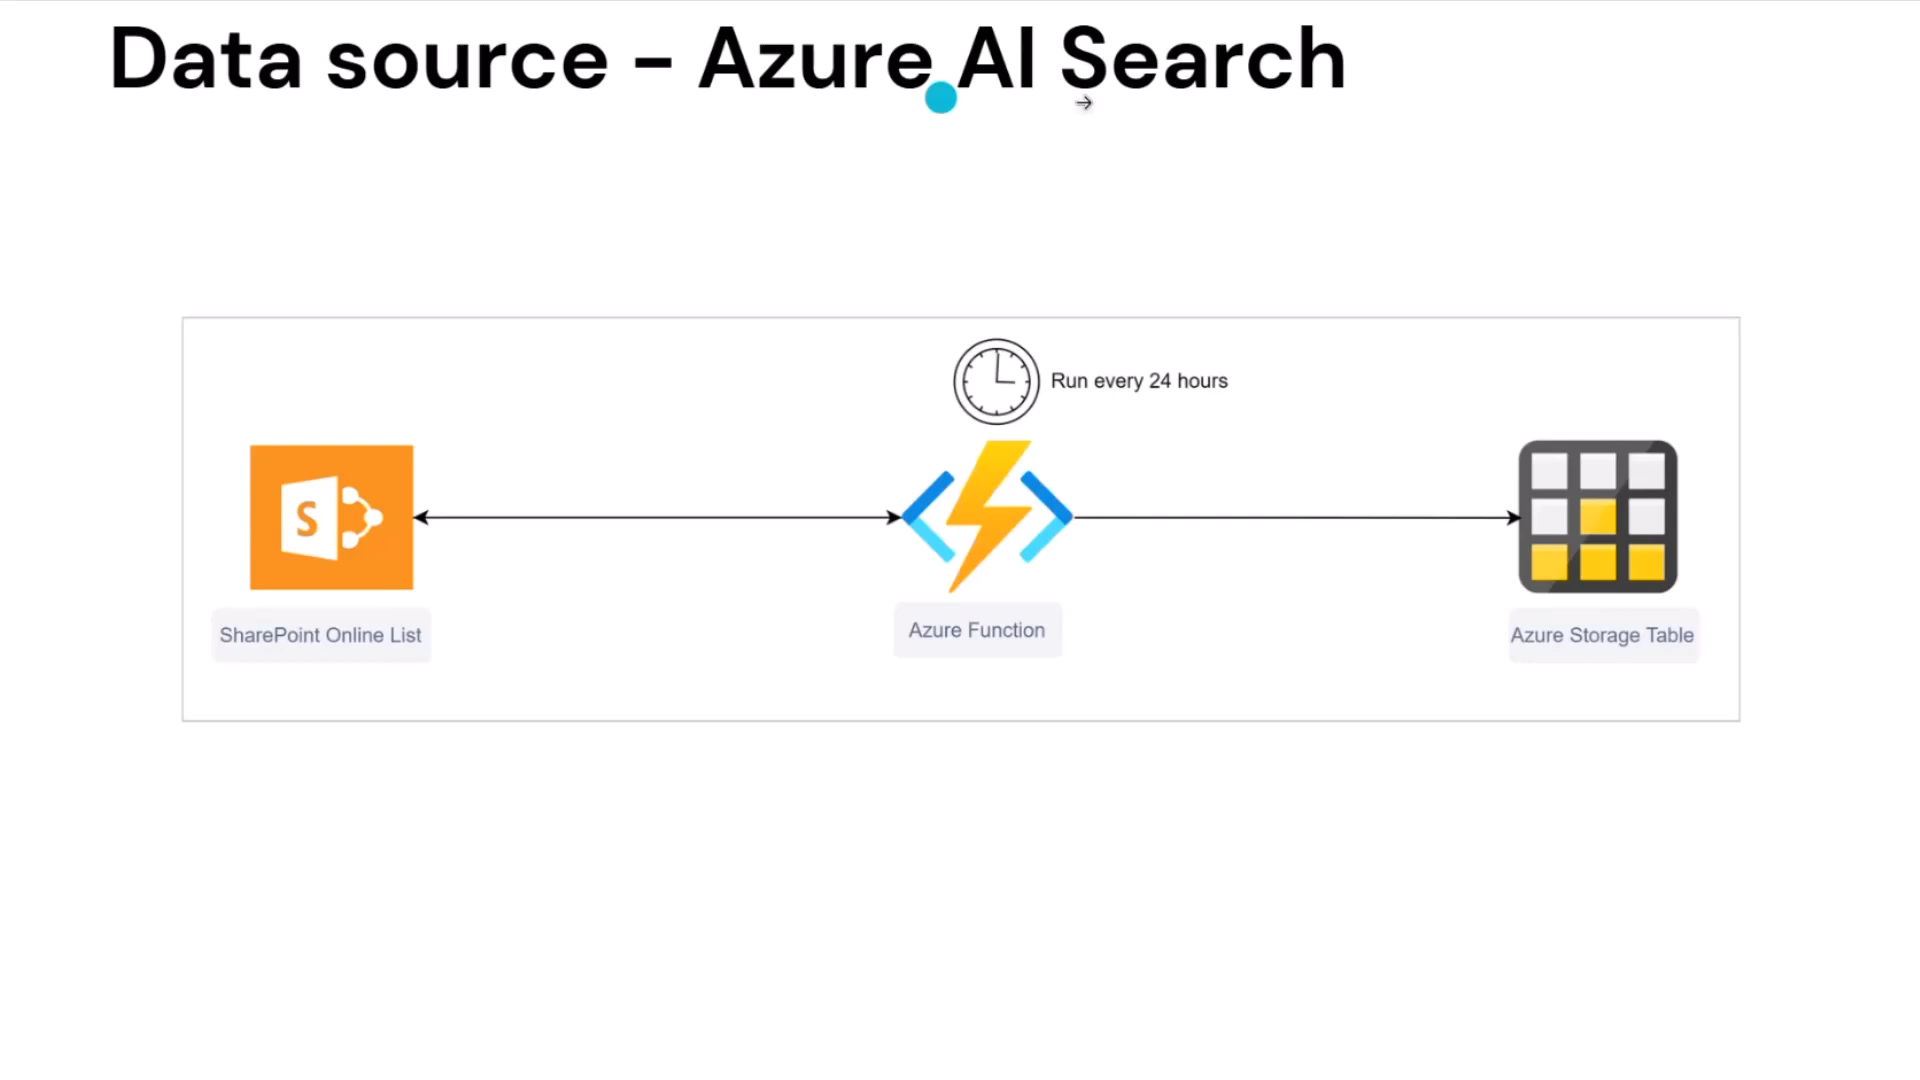 Data source – Azure AI Search
Run every 24 hours
S
SharePoint Online List
Azure Function
Azure Storage Table